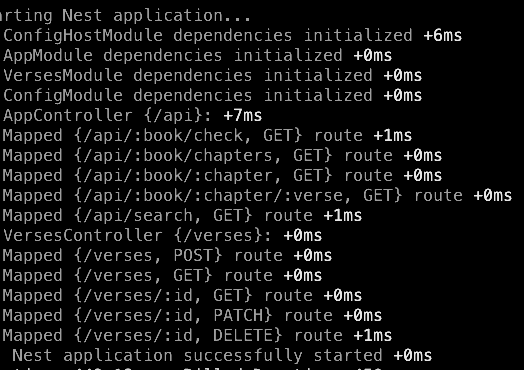 arting Nest application...
ConfigHostModule dependencies initialized +6ms
AppModule dependencies initialized +0ms
VersesModule dependencies initialized +0ms
ConfigModule dependencies initialized +0ms
AppController {/api}: +7ms
Mapped {/api/:book/check, GET} route +1ms
Mapped {/api/:book/chapters, GET} route +0ms
Mapped {/api/:book/:chapter, GET} route +0ms
Mapped {/api/:book/:chapter/:verse, GET} route +0ms
Mapped {/api/search, GET} route +1ms
VersesController {/verses}: +0ms
Mapped {/verses, POST} route +0ms
Mapped {/verses, GET} route +0ms
Mapped {/verses/:id, GET} route +0ms
Mapped {/verses/:id, PATCH} route +0ms
Mapped {/verses/:id, DELETE} route +1ms
Nest application successfully started +0ms